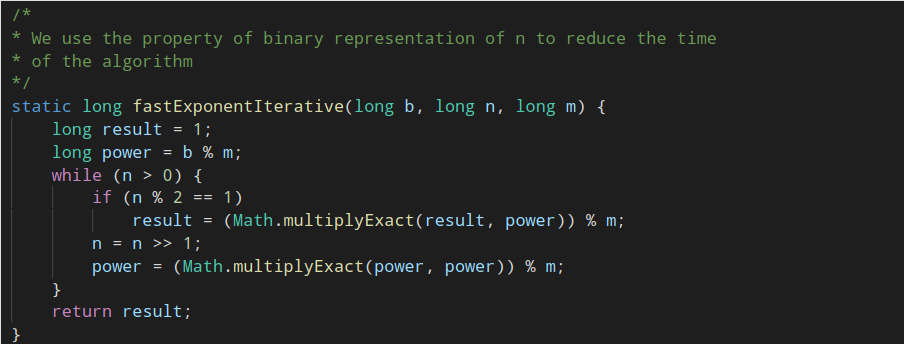 /*
* We use the property of binary representation of n to reduce the time
* of the algorithm
*/
static long fastExponentIterative(long b, long n, long m) {
    long result = 1;
    long power = b % m;
    while (n > 0) {
        if (n % 2 == 1)
            result = (Math.multiplyExact(result, power)) % m;
        n = n >> 1;
        power = (Math.multiplyExact(power, power)) % m;
    }
    return result;
}